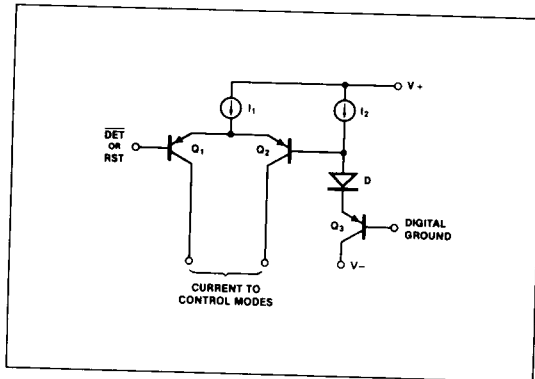 V+
I1
I2
DET
OR
RST
Q1
Q2
D
Q3
DIGITAL
GROUND
V–
CURRENT TO
CONTROL MODES